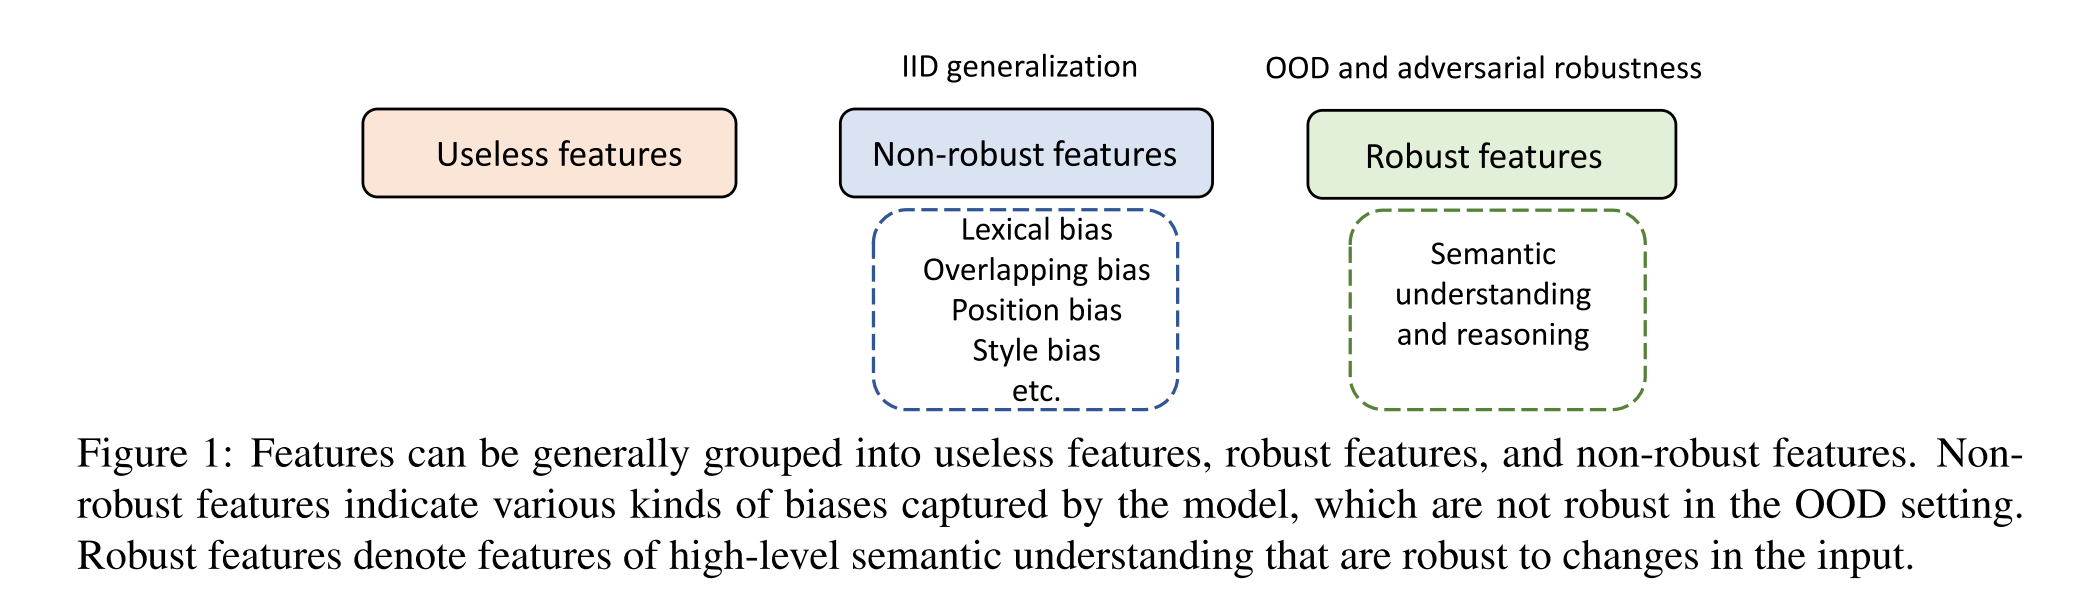 IID generalization
OOD and adversarial robustness
Useless features
Non-robust features
Robust features
Lexical bias
Overlapping bias
Position bias
Style bias
etc.
Semantic
understanding
and reasoning
Figure 1: Features can be generally grouped into useless features, robust features, and non-robust features. Non-
robust features indicate various kinds of biases captured by the model, which are not robust in the OOD setting.
Robust features denote features of high-level semantic understanding that are robust to changes in the input.